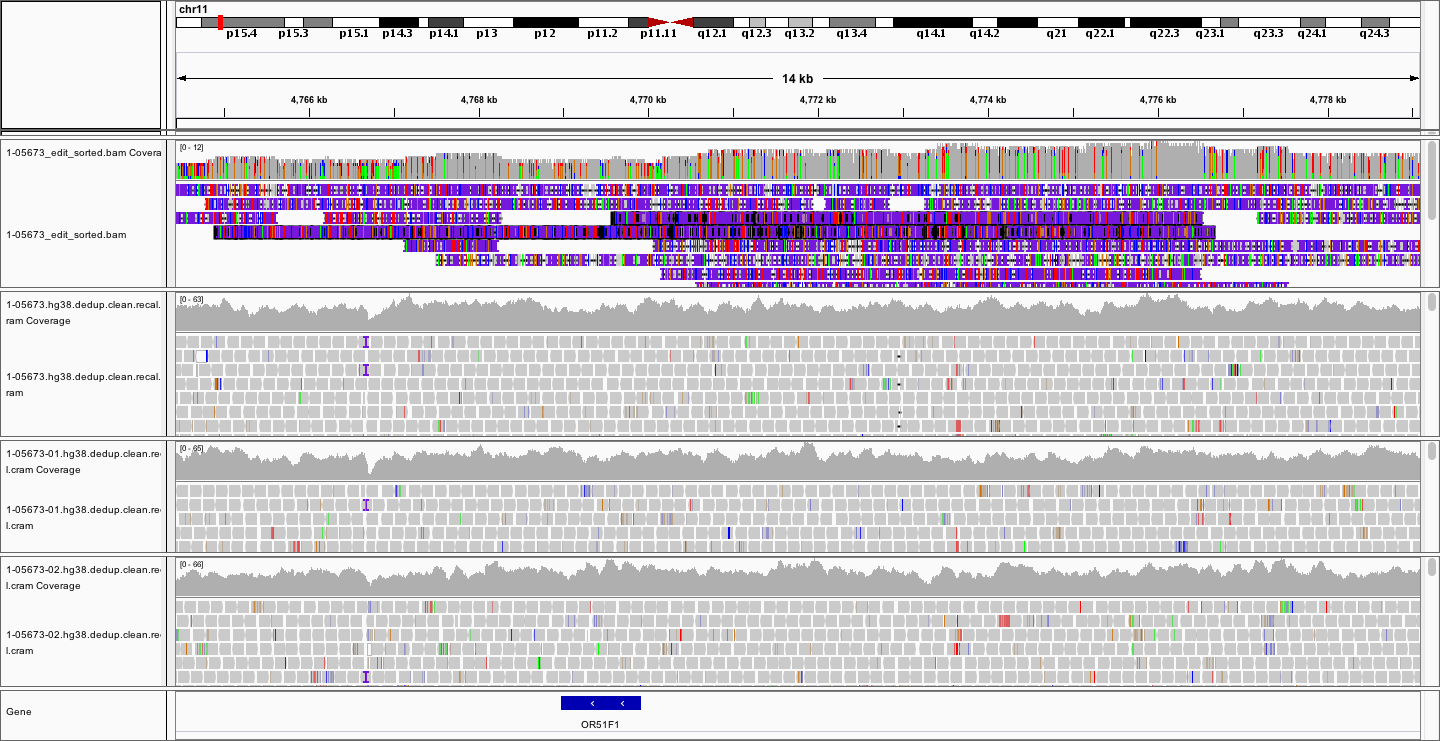 chr11
p15.4 p15.3 p15.1 p14.3 p14.1 p13 p12 p11.2 p11.11 q12.1 q12.3 q13.2 q13.4 q14.1 q14.2 q21 q22.1 q22.3 q23.1 q23.3 q24.1 q24.3
14 kb
4,766 kb 4,768 kb 4,770 kb 4,772 kb 4,774 kb 4,776 kb 4,778 kb
1-05673_edit_sorted.bam Covera
[0 - 12]
1-05673_edit_sorted.bam
1-05673.hg38.dedup.clean.recal.
ram Coverage
[0 - 63]
1-05673.hg38.dedup.clean.recal.
ram
1-05673-01.hg38.dedup.clean.re
l.cram Coverage
[0 - 65]
1-05673-01.hg38.dedup.clean.re
l.cram
1-05673-02.hg38.dedup.clean.re
l.cram Coverage
[0 - 66]
1-05673-02.hg38.dedup.clean.re
l.cram
Gene
OR51F1